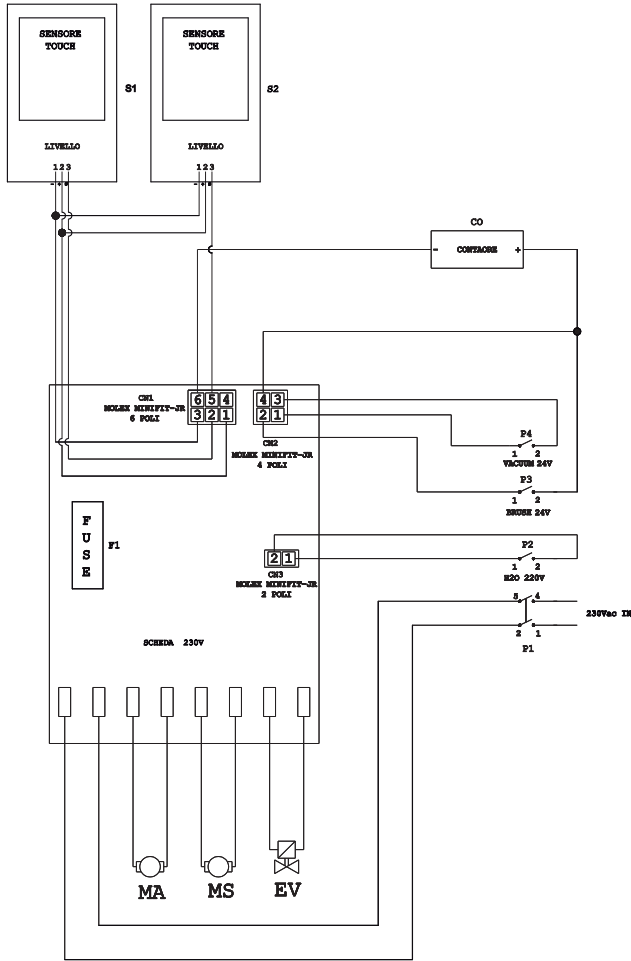 SENSORE
TOUCH
LIVELLO
1 2 3
- + •
S1
SENSORE
TOUCH
LIVELLO
1 2 3
- + •
S2
CO
- CONTAORE +
CN1
MOLEX MINIFIT-JR
6 POLI
6 5 4
3 2 1
4 3
2 1
CN2
MOLEX MINIFIT-JR
4 POLI
P4
1 2
VACUUM 24V
P3
1 2
BRUSH 24V
FUSE
F1
2 1
CN3
MOLEX MINIFIT-JR
2 POLI
P2
1 2
H2O 220V
5 4
230Vac IN
2 1
P1
SCHEDA 230V
MA
MS
EV